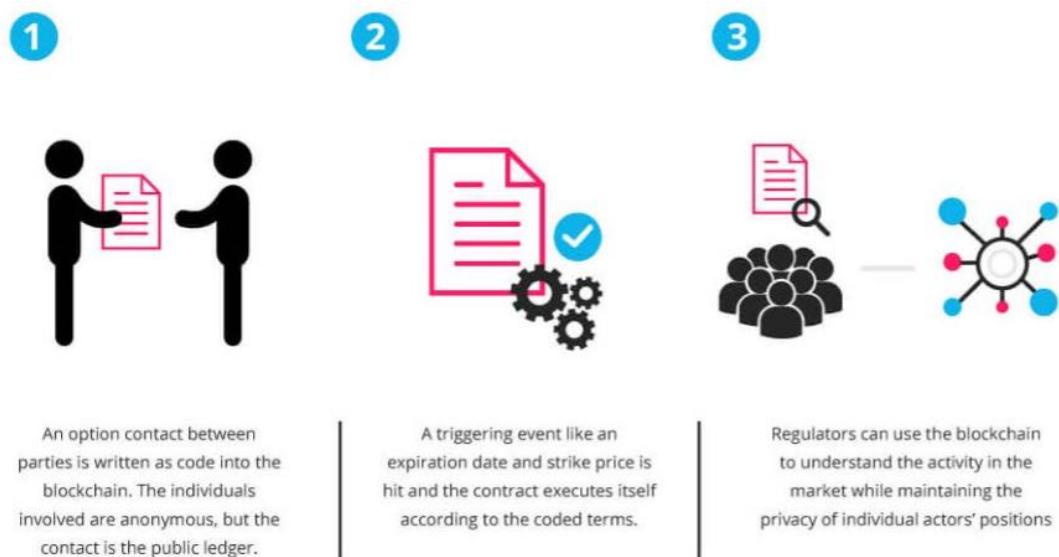 1
2
3
An option contact between
parties is written as code into the
blockchain. The individuals
involved are anonymous, but the
contact is the public ledger.
A triggering event like an
expiration date and strike price is
hit and the contract executes itself
according to the coded terms.
Regulators can use the blockchain
to understand the activity in the
market while maintaining the
privacy of individual actors' positions